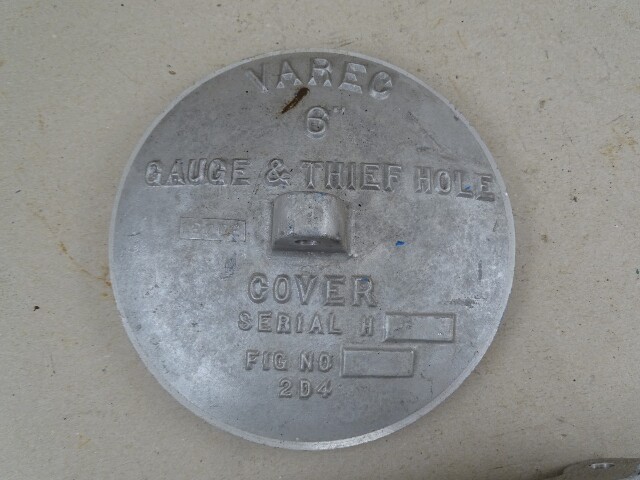 VAREC
6"
GAUGE & THIEF HOLE
COVER
SERIAL H
FIG NO
2D4